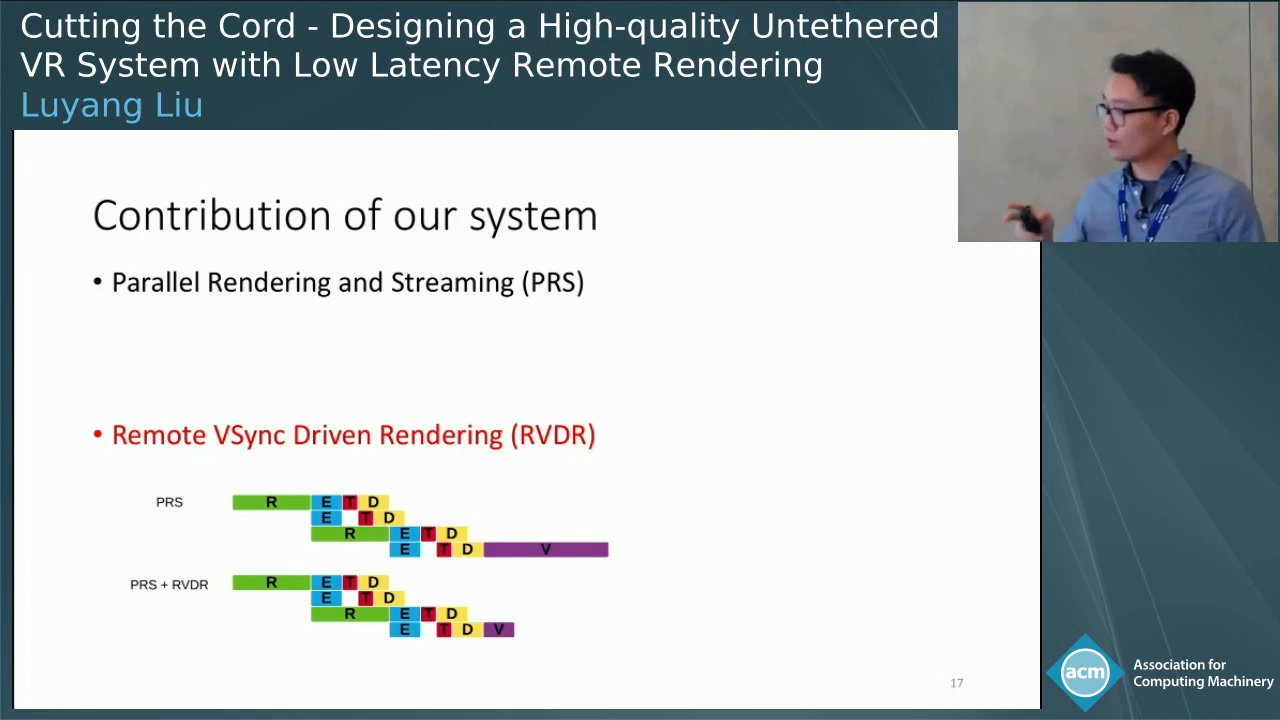 Cutting the Cord - Designing a High-quality Untethered
VR System with Low Latency Remote Rendering
Luyang Liu
Contribution of our system
• Parallel Rendering and Streaming (PRS)
• Remote VSync Driven Rendering (RVDR)
PRS R E T D
E T D
R E T D
E T D V
PRS + RVDR R E T D
E T D
R E T D
E T D V
17
acm Association for
Computing Machinery